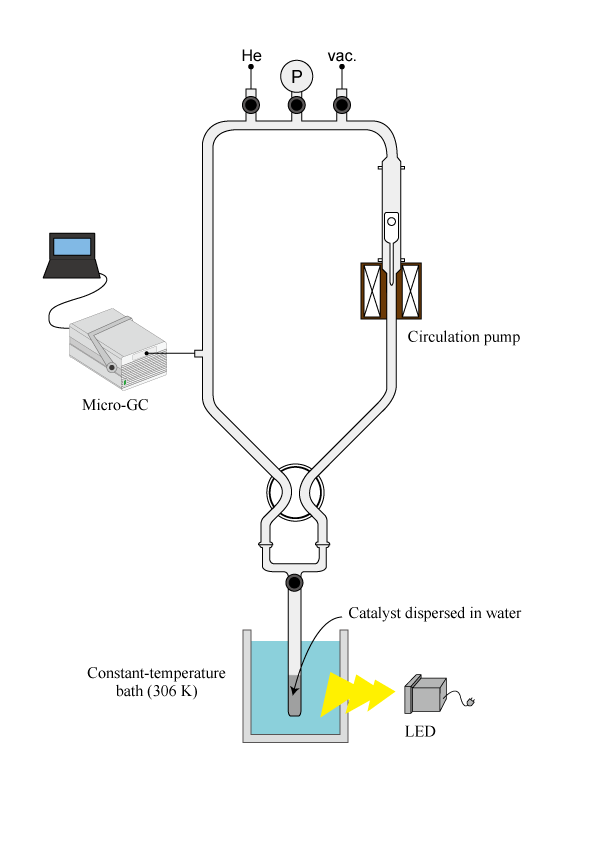 He
P
vac.
Circulation pump
Micro-GC
Catalyst dispersed in water
Constant-temperature
bath (306 K)
LED